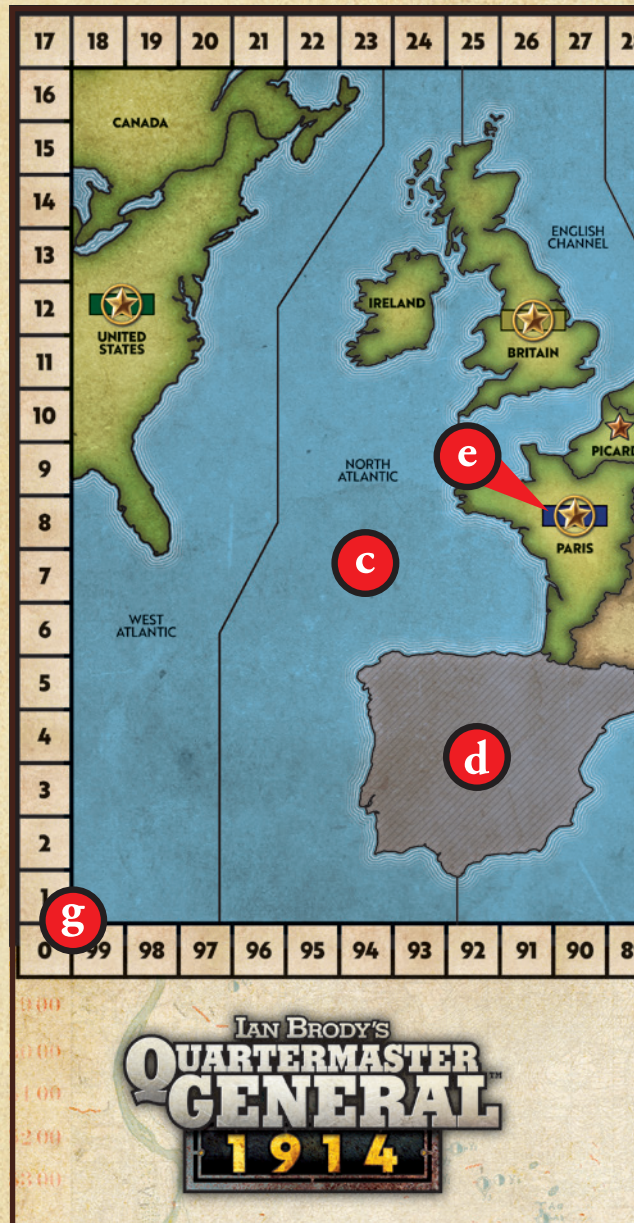 17 18 19 20 21 22 23 24 25 26 27
16
CANADA
15
14
ENGLISH
CHANNEL
13
12
IRELAND
UNITED
STATES
BRITAIN
11
10
PICARD
e
NORTH
ATLANTIC
9
8
PARIS
c
7
WEST
ATLANTIC
6
5
4
d
3
2
1
g
0 99 98 97 96 95 94 93 92 91 90 8
IAN BRODY'S
QUARTERMASTER
GENERAL™
1914